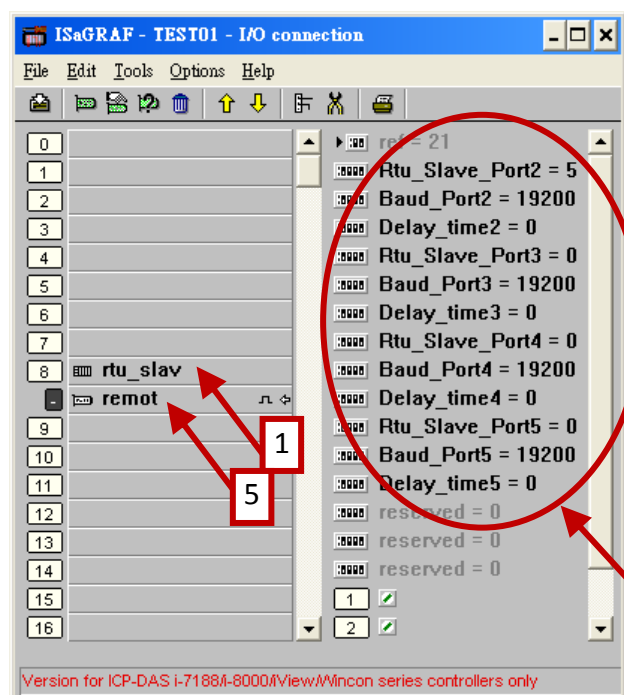 ISaGRAF - TEST01 - I/O connection
File Edit Tools Options Help
0
1
2
3
4
5
6
7
8 rtu_slav
- remot
9
10
11
12
13
14
15
16
1
5
ref = 21
Rtu_Slave_Port2 = 5
Baud_Port2 = 19200
Delay_time2 = 0
Rtu_Slave_Port3 = 0
Baud_Port3 = 19200
Delay_time3 = 0
Rtu_Slave_Port4 = 0
Baud_Port4 = 19200
Delay_time4 = 0
Rtu_Slave_Port5 = 0
Baud_Port5 = 19200
Delay_time5 = 0
reserved = 0
reserved = 0
reserved = 0
1
2
Version for ICP-DAS i-7188/i-8000/iView/Wincon series controllers only